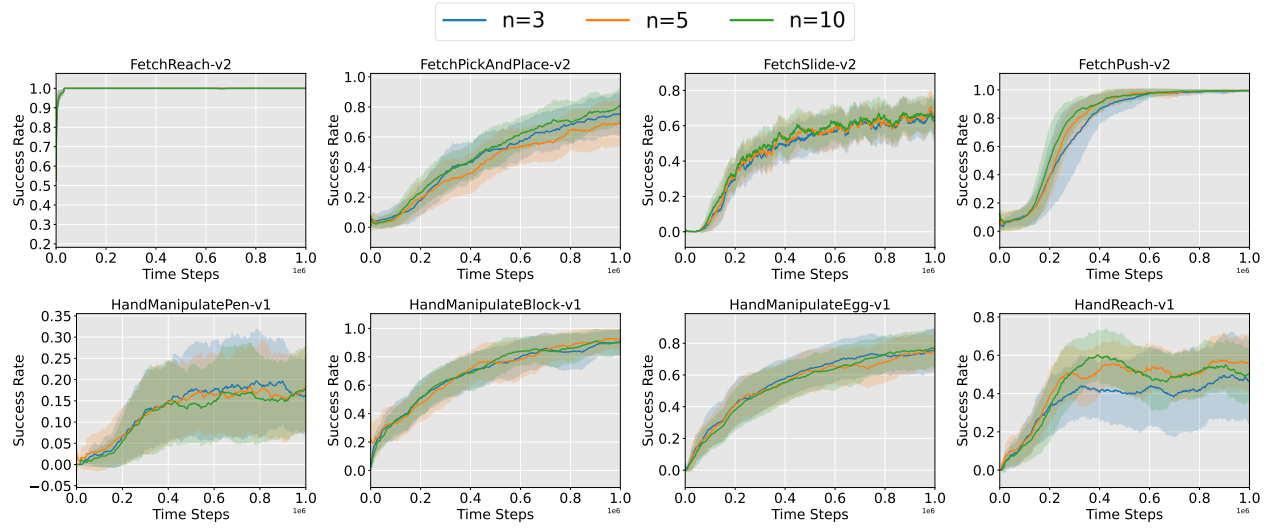 n=3 n=5 n=10
FetchReach-v2
Success Rate
1.0
0.9
0.8
0.7
0.6
0.5
0.4
0.3
0.2
0.0 0.2 0.4 0.6 0.8 1.0
Time Steps
1e6
FetchPickAndPlace-v2
Success Rate
1.0
0.8
0.6
0.4
0.2
0.0
0.0 0.2 0.4 0.6 0.8 1.0
Time Steps
1e6
FetchSlide-v2
Success Rate
0.8
0.6
0.4
0.2
0.0
0.0 0.2 0.4 0.6 0.8 1.0
Time Steps
1e6
FetchPush-v2
Success Rate
1.0
0.8
0.6
0.4
0.2
0.0
0.0 0.2 0.4 0.6 0.8 1.0
Time Steps
1e6
HandManipulatePen-v1
Success Rate
0.35
0.30
0.25
0.20
0.15
0.10
0.05
0.00
−0.05
0.0 0.2 0.4 0.6 0.8 1.0
Time Steps
1e6
HandManipulateBlock-v1
Success Rate
1.0
0.8
0.6
0.4
0.2
0.0
0.0 0.2 0.4 0.6 0.8 1.0
Time Steps
1e6
HandManipulateEgg-v1
Success Rate
0.8
0.6
0.4
0.2
0.0
0.0 0.2 0.4 0.6 0.8 1.0
Time Steps
1e6
HandReach-v1
Success Rate
0.8
0.6
0.4
0.2
0.0
0.0 0.2 0.4 0.6 0.8 1.0
Time Steps
1e6